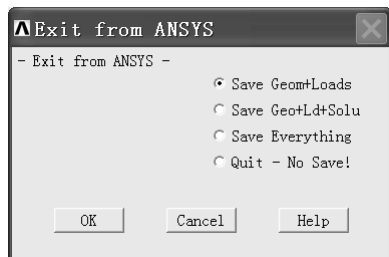 Exit from ANSYS
- Exit from ANSYS -
Save Geom+Loads
Save Geo+Ld+Solu
Save Everything
Quit - No Save!
OK Cancel Help